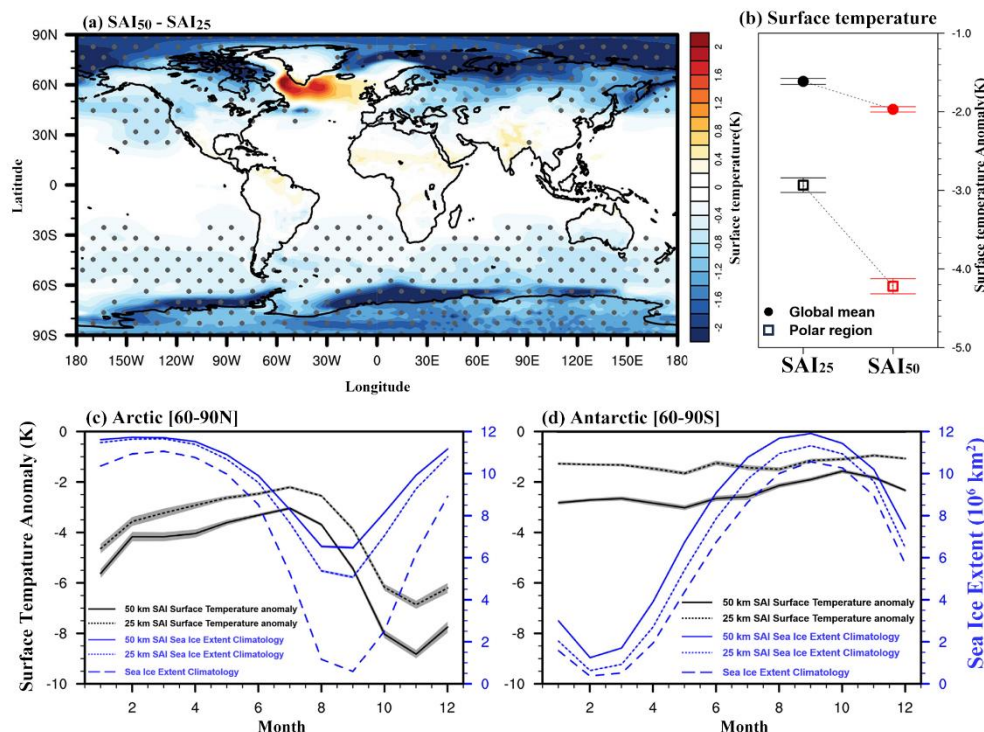 (a) SAI50 - SAI25
90N
60N
30N
0
30S
60S
90S
Latitude
180 150W 120W 90W 60W 30W 0 30E 60E 90E 120E 150E 180
Longitude
2
1.6
1.2
0.8
0.4
0
-0.4
-0.8
-1.2
-1.6
-2
Surface temperature(K)
(b) Surface temperature
-1.0
-2.0
-3.0
-4.0
-5.0
Surface temperature Anomaly(K)
Global mean
Polar region
SAI25 SAI50
(c) Arctic [60-90N]
Surface Tempature Anomaly (K)
0
-2
-4
-6
-8
-10
12
10
8
6
4
2
0
50 km SAI Surface Temperature anomaly
25 km SAI Surface Temperature anomaly
50 km SAI Sea Ice Extent Climatology
25 km SAI Sea Ice Extent Climatology
Sea Ice Extent Climatology
2 4 6 8 10 12
Month
(d) Antarctic [60-90S]
0
-2
-4
-6
-8
-10
12
10
8
6
4
2
0
Sea Ice Extent (10⁶ km²)
50 km SAI Surface Temperature anomaly
25 km SAI Surface Temperature anomaly
50 km SAI Sea Ice Extent Climatology
25 km SAI Sea Ice Extent Climatology
Sea Ice Extent Climatology
2 4 6 8 10 12
Month